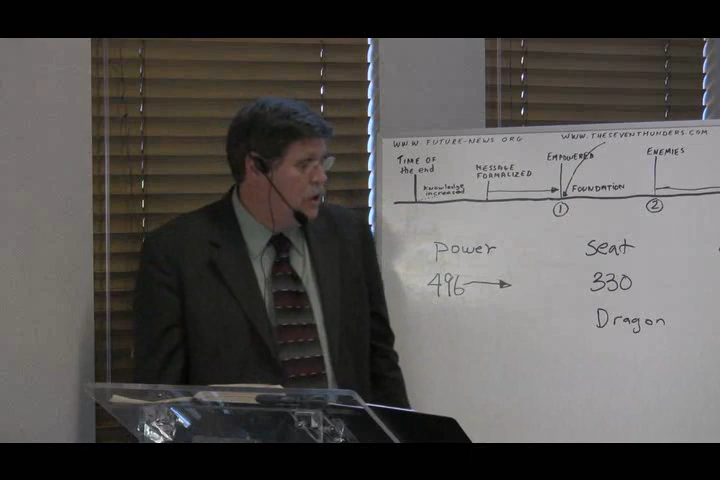 WWW.FUTURE-NEWS.ORG
WWW.THESEVENTHUNDERS.COM
TIME OF
the end
Knowledge
increased
MESSAGE
FORMALIZED
EMPOWERED
FOUNDATION
ENEMIES
1
2
Power
Seat
496
330
Dragon